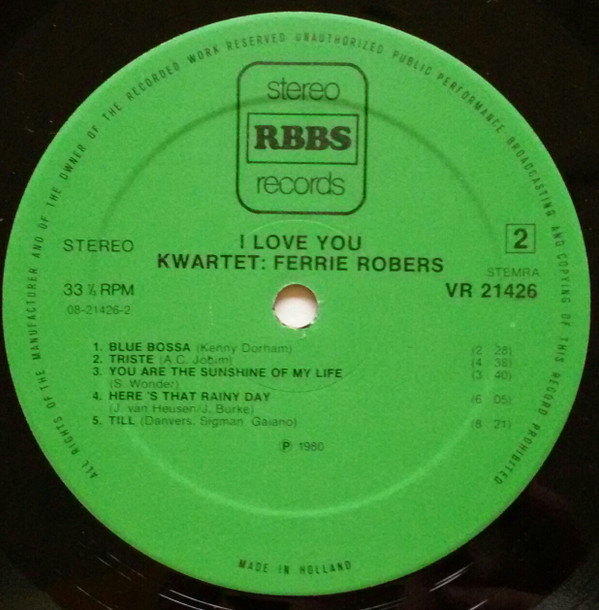 ALL RIGHTS OF THE MANUFACTURER AND OF THE OWNER OF THE RECORDED WORK RESERVED UNAUTHORIZED PUBLIC PERFORMANCE BROADCASTING AND COPYING OF THIS RECORD PROHIBITED
stereo
RBBS
records
STEREO
2
I LOVE YOU
KWARTET: FERRIE ROBERS
STEMRA
33 ⅓ RPM
VR 21426
08-21426-2
1. BLUE BOSSA (Kenny Dorham) (2 28)
2. TRISTE (A.C. Jobim) (4 38)
3. YOU ARE THE SUNSHINE OF MY LIFE (3 40)
(S. Wonder)
4. HERE'S THAT RAINY DAY (6 05)
(J. van Heusen/J. Burke)
5. TILL (Danvers, Sigman Gaiano) (8 21)
Ⓟ 1980
MADE IN HOLLAND